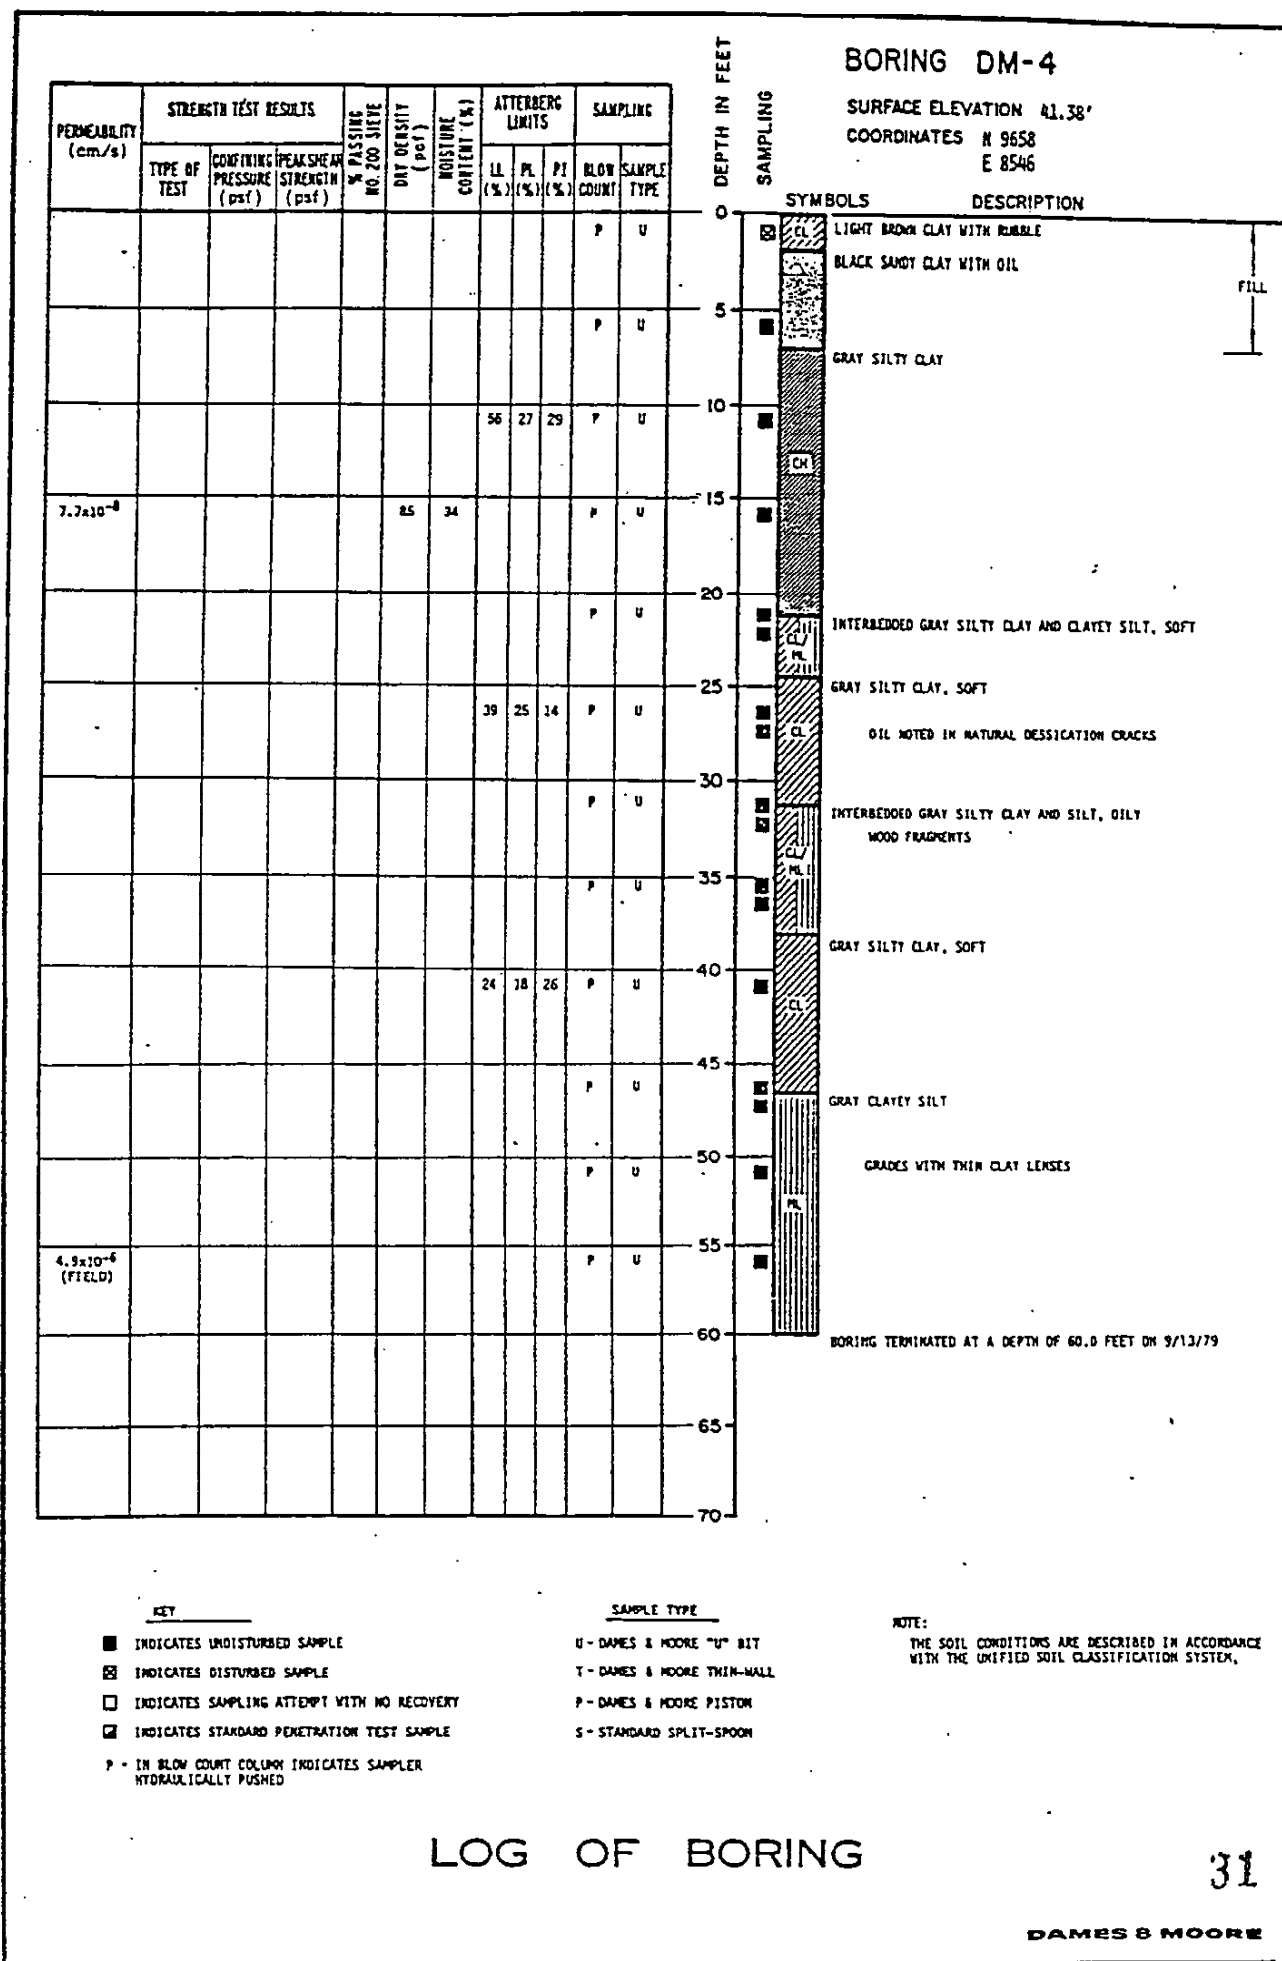 BORING DM-4
SURFACE ELEVATION 41.38'
COORDINATES N 9658
E 8546
DEPTH IN FEET
SAMPLING
SYMBOLS DESCRIPTION
PERMEABILITY (cm/s)
STRENGTH TEST RESULTS
TYPE OF TEST
CONFINING PRESSURE (psf)
PEAK SHEAR STRENGTH (psf)
% PASING NO. 200 SIEVE
DRY DENSITY (pcf)
MOISTURE CONTENT (%)
ATTERBERG LIMITS
LL (%) PL (%) PI (%)
SAMPLING
BLOW COUNT
SAMPLE TYPE
0
P U
CL
LIGHT BROWN CLAY WITH RUBBLE
BLACK SANDY CLAY WITH OIL
FILL
5
P U
GRAY SILTY CLAY
10
56 27 29 P U
CH
15
7.7x10-8 85 34 P U
20
P U
INTERBEDDED GRAY SILTY CLAY AND CLAYEY SILT, SOFT
CL/ML
25
GRAY SILTY CLAY, SOFT
39 25 14 P U
CL
OIL NOTED IN NATURAL DESSICATION CRACKS
30
P U
INTERBEDDED GRAY SILTY CLAY AND SILT, OILY
WOOD FRAGMENTS
CL/ML
35
P U
GRAY SILTY CLAY, SOFT
40
24 18 26 P U
CL
45
P U
GRAY CLAYEY SILT
50
GRADES WITH THIN CLAY LENSES
P U
ML
55
4.9x10-6 P U
(FIELD)
60
BORING TERMINATED AT A DEPTH OF 60.0 FEET ON 9/13/79
65
70
KEY
INDICATES UNDISTURBED SAMPLE
INDICATES DISTURBED SAMPLE
INDICATES SAMPLING ATTEMPT WITH NO RECOVERY
INDICATES STANDARD PENETRATION TEST SAMPLE
P - IN BLOW COUNT COLUMN INDICATES SAMPLER
HYDRAULICALLY PUSHED
SAMPLE TYPE
U - DAMES & MOORE "U" BIT
T - DAMES & MOORE THIN-WALL
P - DAMES & MOORE PISTON
S - STANDARD SPLIT-SPOON
NOTE:
THE SOIL CONDITIONS ARE DESCRIBED IN ACCORDANCE
WITH THE UNIFIED SOIL CLASSIFICATION SYSTEM.
LOG OF BORING
31
DAMES & MOORE